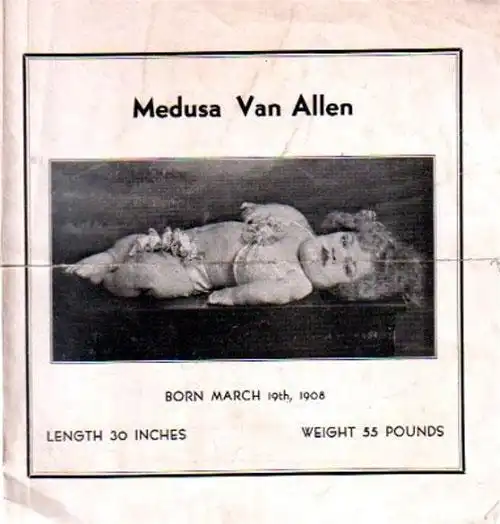 Medusa Van Allen
BORN MARCH 19th, 1908
LENGTH 30 INCHES
WEIGHT 55 POUNDS